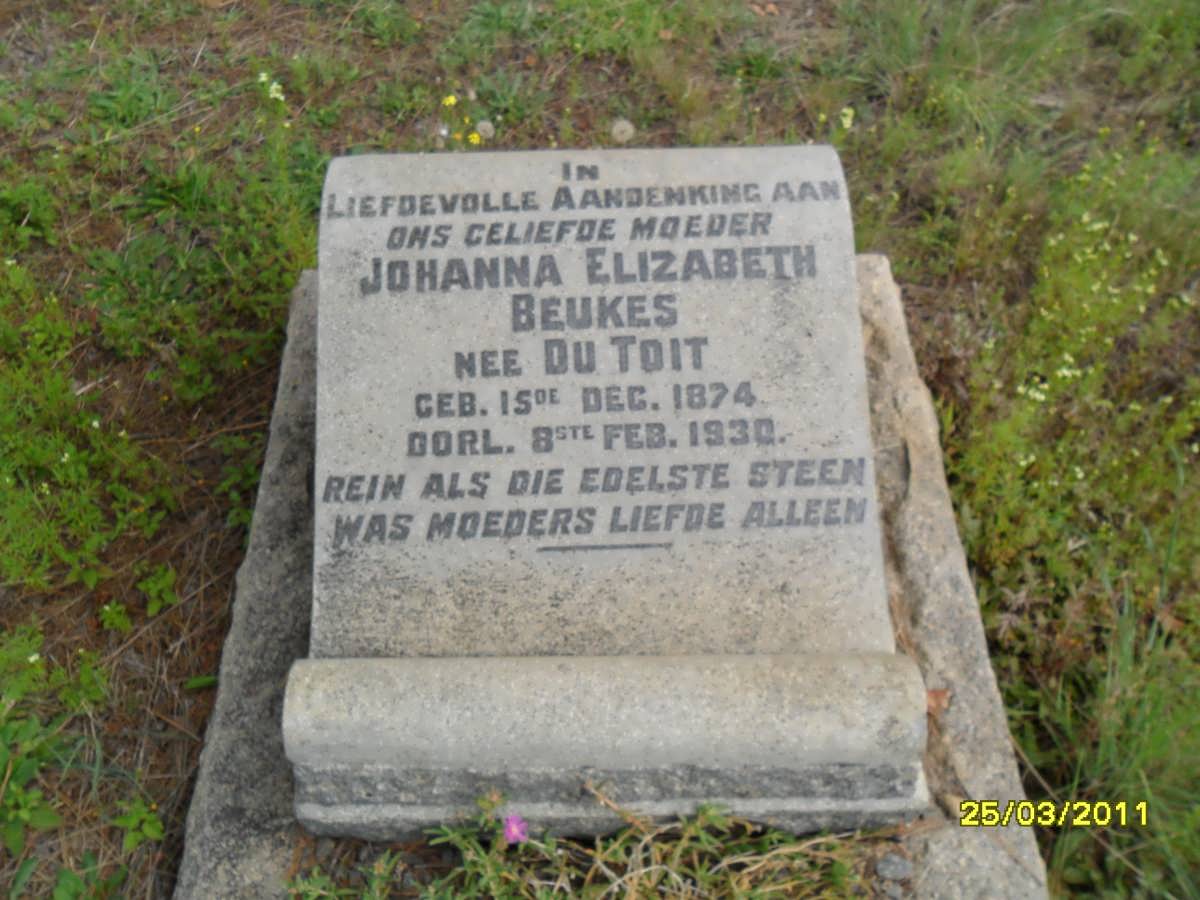 IN
LIEFDEVOLLE AANDENKING AAN
ONS GELIEFDE MOEDER
JOHANNA ELIZABETH
BEUKES
NEE DU TOIT
GEB. 15DE DEC. 1874.
OORL. 8STE FEB. 1930.
REIN ALS DIE EDELSTE STEEN
WAS MOEDERS LIEFDE ALLEEN
25/03/2011